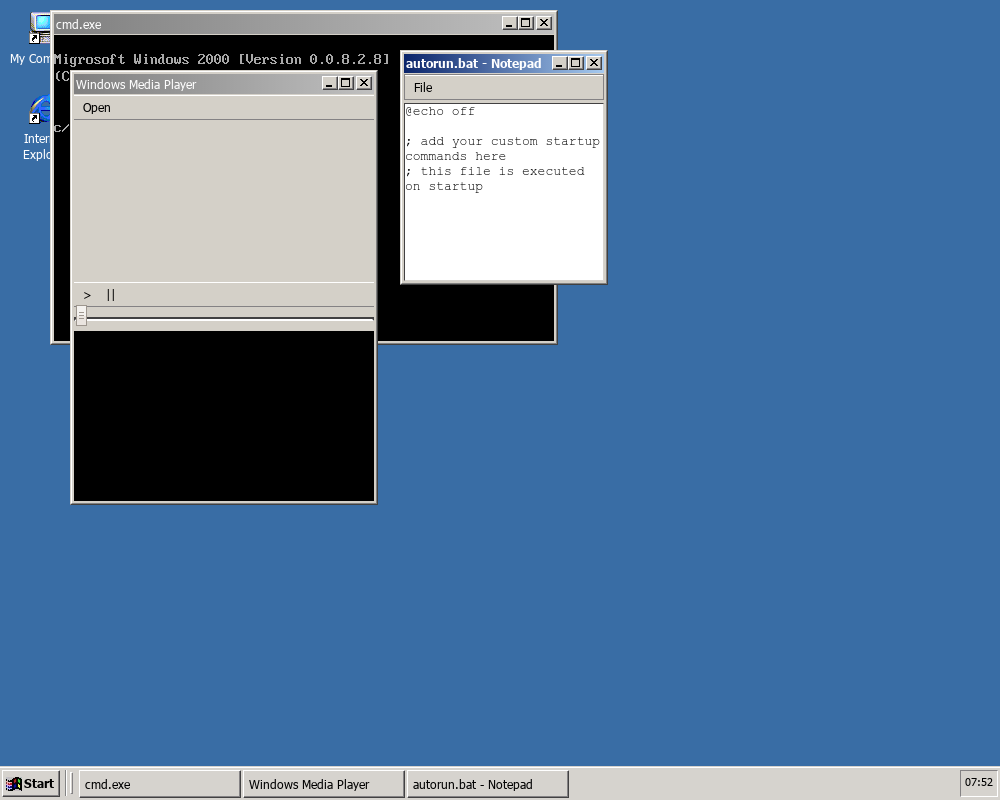 My Com
Inter
Explo
cmd.exe
Migrosoft Windows 2000 [Version 0.0.8.2.8]
(C
C/
Windows Media Player
Open
> ||
autorun.bat - Notepad
File
@echo off
; add your custom startup
commands here
; this file is executed
on startup
Start
cmd.exe
Windows Media Player
autorun.bat - Notepad
07:52